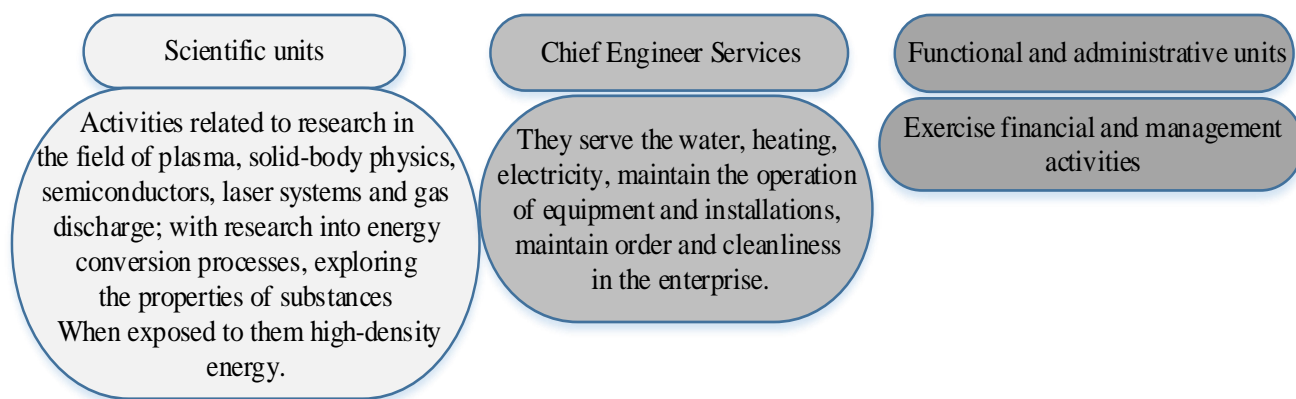 Scientific units
Activities related to research in
the field of plasma, solid-body physics,
semiconductors, laser systems and gas
discharge; with research into energy
conversion processes, exploring
the properties of substances
When exposed to them high-density
energy.
Chief Engineer Services
They serve the water, heating,
electricity, maintain the operation
of equipment and installations,
maintain order and cleanliness
in the enterprise.
Functional and administrative units
Exercise financial and management
activities